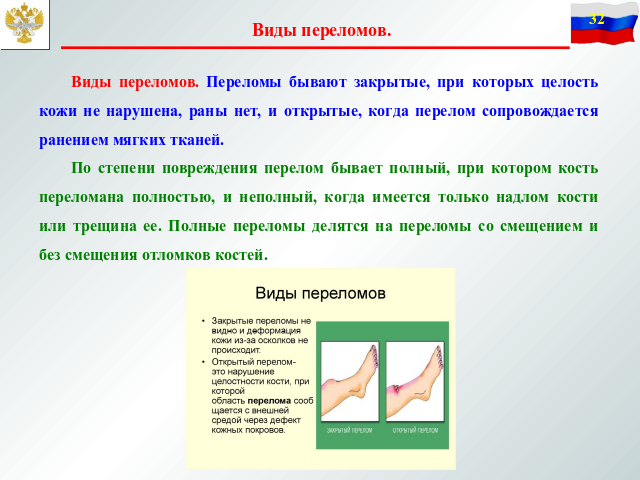 Виды переломов.
32
Виды переломов. Переломы бывают закрытые, при которых целость
кожи не нарушена, раны нет, и открытые, когда перелом сопровождается
ранением мягких тканей.
По степени повреждения перелом бывает полный, при котором кость
переломана полностью, и неполный, когда имеется только надлом кости
или трещина ее. Полные переломы делятся на переломы со смещением и
без смещения отломков костей.
Виды переломов
• Закрытые переломы не
видно и деформация
кожи из-за осколков не
происходит.
• Открытый перелом-
это нарушение
целостности кости, при
которой
область перелома сооб
щается с внешней
средой через дефект
кожных покровов.
ЗАКРЫТЫЙ ПЕРЕЛОМ
ОТКРЫТЫЙ ПЕРЕЛОМ